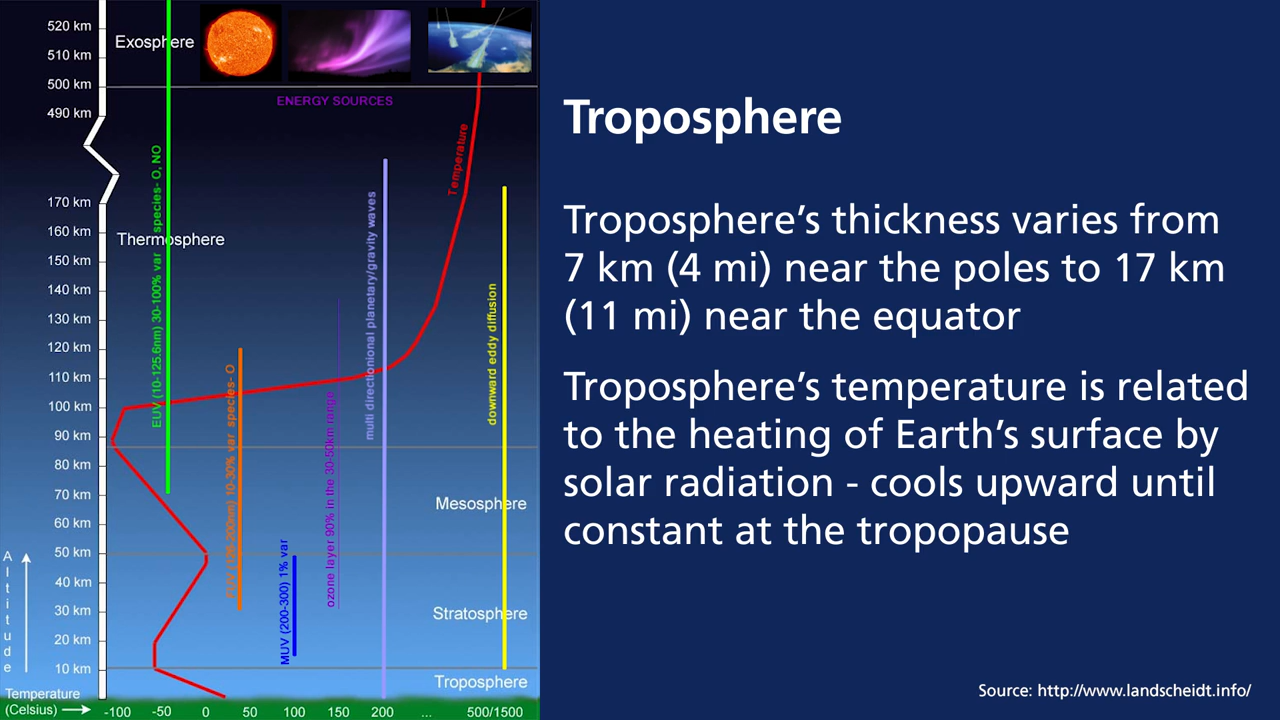 520 km
510 km
500 km
490 km
170 km
160 km
150 km
140 km
130 km
120 km
110 km
100 km
90 km
80 km
70 km
60 km
50 km
40 km
30 km
20 km
10 km
Altitude
Temperature
(Celsius)
-100 -50 0 50 100 150 200 ... 500/1500
Exosphere
ENERGY SOURCES
Thermosphere
Mesosphere
Stratosphere
Troposphere
EUV (10-125.6nm) 30-100% var species- O, NO
FUV (126-200nm) 10-30% var species- O
MUV (200-300) 1% var
ozone layer 90% in the 30-50km range
multi directionional planetary/gravity waves
Temperature
downward eddy diffusion
Troposphere
Troposphere’s thickness varies from
7 km (4 mi) near the poles to 17 km
(11 mi) near the equator
Troposphere’s temperature is related
to the heating of Earth’s surface by
solar radiation - cools upward until
constant at the tropopause
Source: http://www.landscheidt.info/